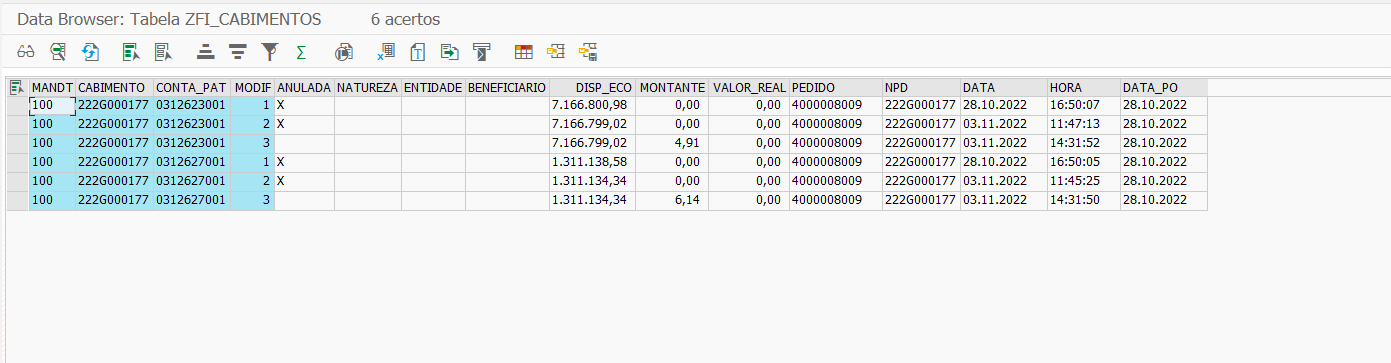 Data Browser: Tabela ZFI_CABIMENTOS 6 acertos
MANDT CABIMENTO CONTA_PAT MODIF ANULADA NATUREZA ENTIDADE BENEFICIARIO DISP_ECO MONTANTE VALOR_REAL PEDIDO NPD DATA HORA DATA_PO
100 222G000177 0312623001 1 X 7.166.800,98 0,00 0,00 4000008009 222G000177 28.10.2022 16:50:07 28.10.2022
100 222G000177 0312623001 2 X 7.166.799,02 0,00 0,00 4000008009 222G000177 03.11.2022 11:47:13 28.10.2022
100 222G000177 0312623001 3 7.166.799,02 4,91 0,00 4000008009 222G000177 03.11.2022 14:31:52 28.10.2022
100 222G000177 0312627001 1 X 1.311.138,58 0,00 0,00 4000008009 222G000177 28.10.2022 16:50:05 28.10.2022
100 222G000177 0312627001 2 X 1.311.134,34 0,00 0,00 4000008009 222G000177 03.11.2022 11:45:25 28.10.2022
100 222G000177 0312627001 3 1.311.134,34 6,14 0,00 4000008009 222G000177 03.11.2022 14:31:50 28.10.2022